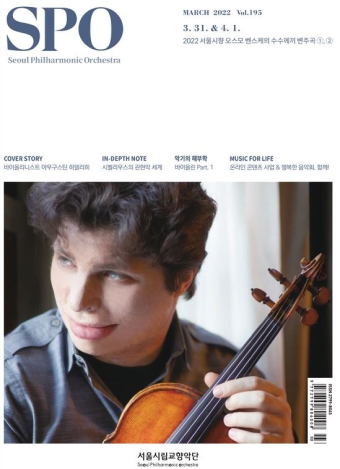 SPO
Seoul Philharmonic Orchestra
MARCH 2022 Vol.195
3. 31. & 4. 1.
2022 서울시향 오스모 벤스케의 수수께끼 변주곡 ①, ②
COVER STORY
바이올리니스트 아우구스틴 하델리히
IN-DEPTH NOTE
시벨리우스의 관현악 세계
악기의 해부학
바이올린 Part. 1
MUSIC FOR LIFE
온라인 콘텐츠 사업 & 행복한 음악회, 함께!
서울시립교향악단
Seoul Philharmonic orchestra